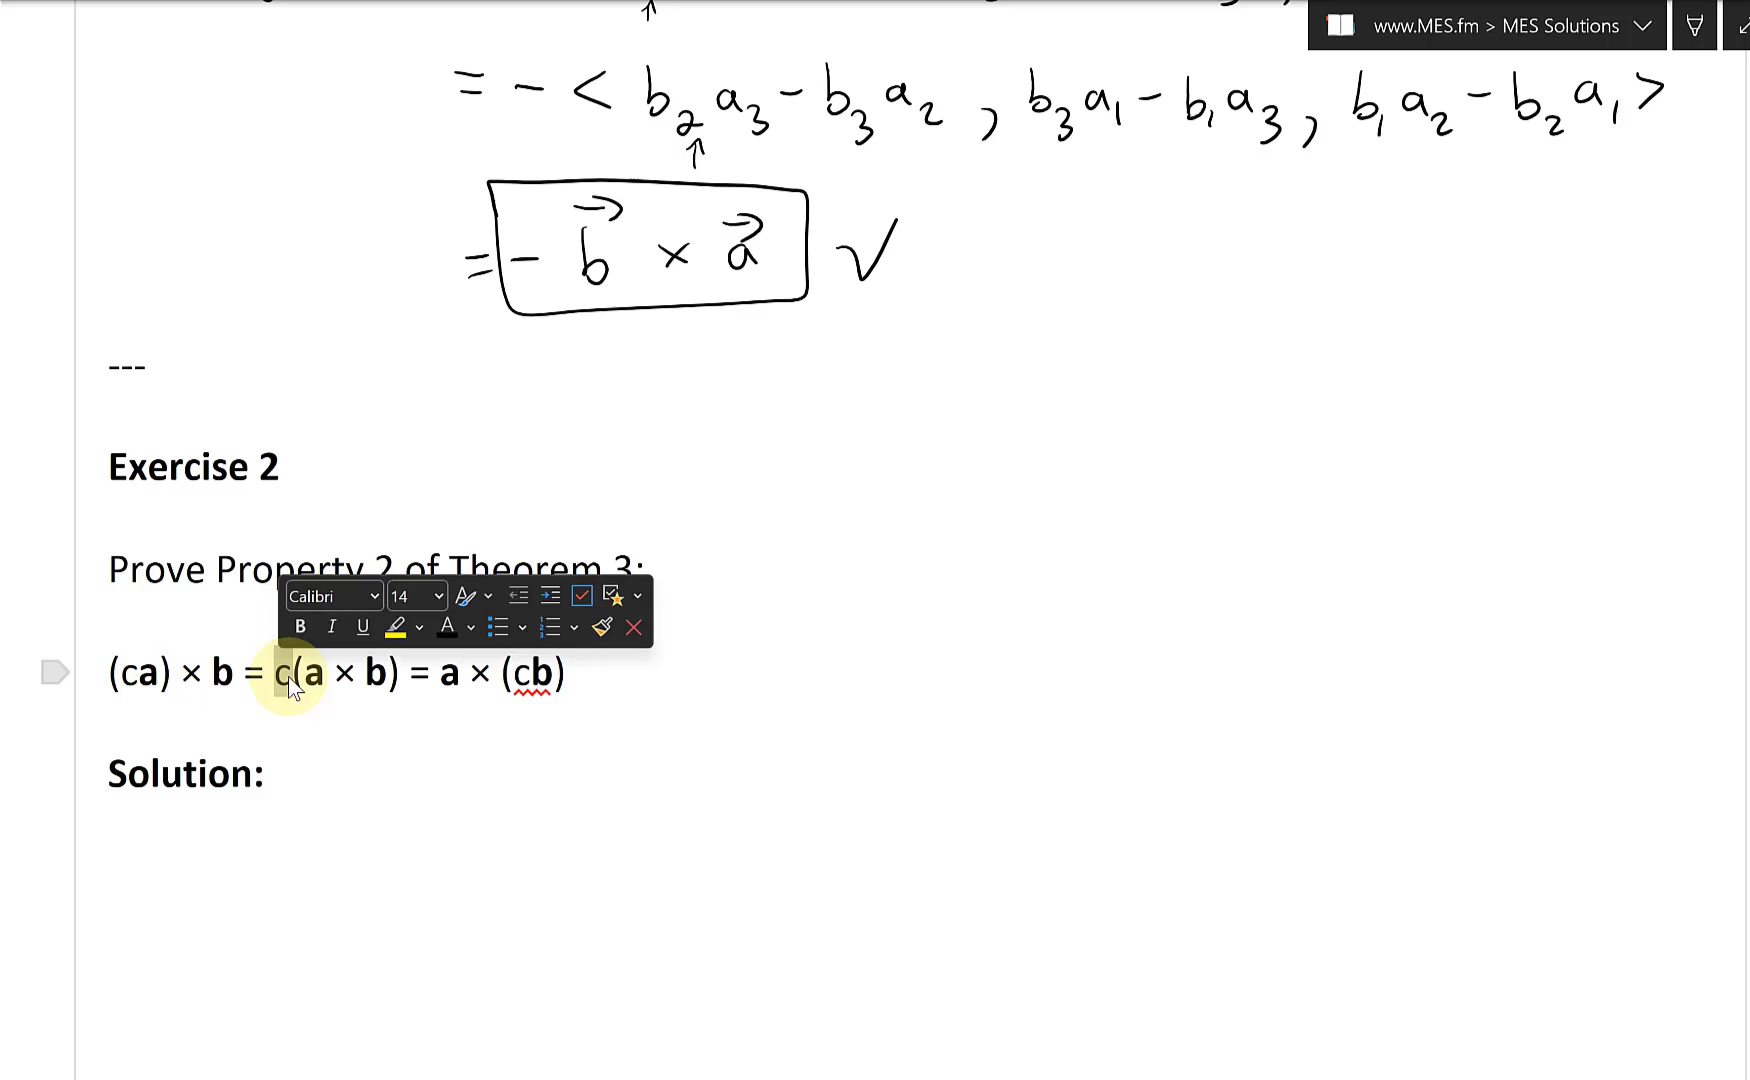 www.MES.fm > MES Solutions
= - < b₂a₃ - b₃a₂ , b₃a₁ - b₁a₃ , b₁a₂ - b₂a₁ >
= - b⃗ × a⃗ ✓
---
Exercise 2
Prove Property 2 of Theorem 3:
Calibri 14
B I U A
(ca) × b = c(a × b) = a × (cb)
Solution: